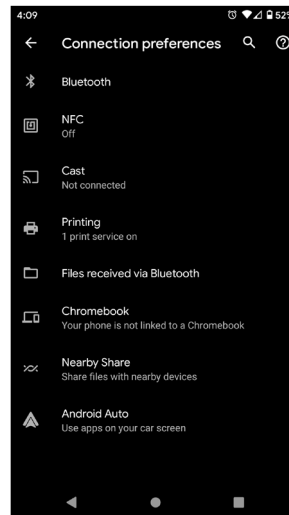 4:09
52%
Connection preferences
Bluetooth
NFC
Off
Cast
Not connected
Printing
1 print service on
Files received via Bluetooth
Chromebook
Your phone is not linked to a Chromebook
Nearby Share
Share files with nearby devices
Android Auto
Use apps on your car screen